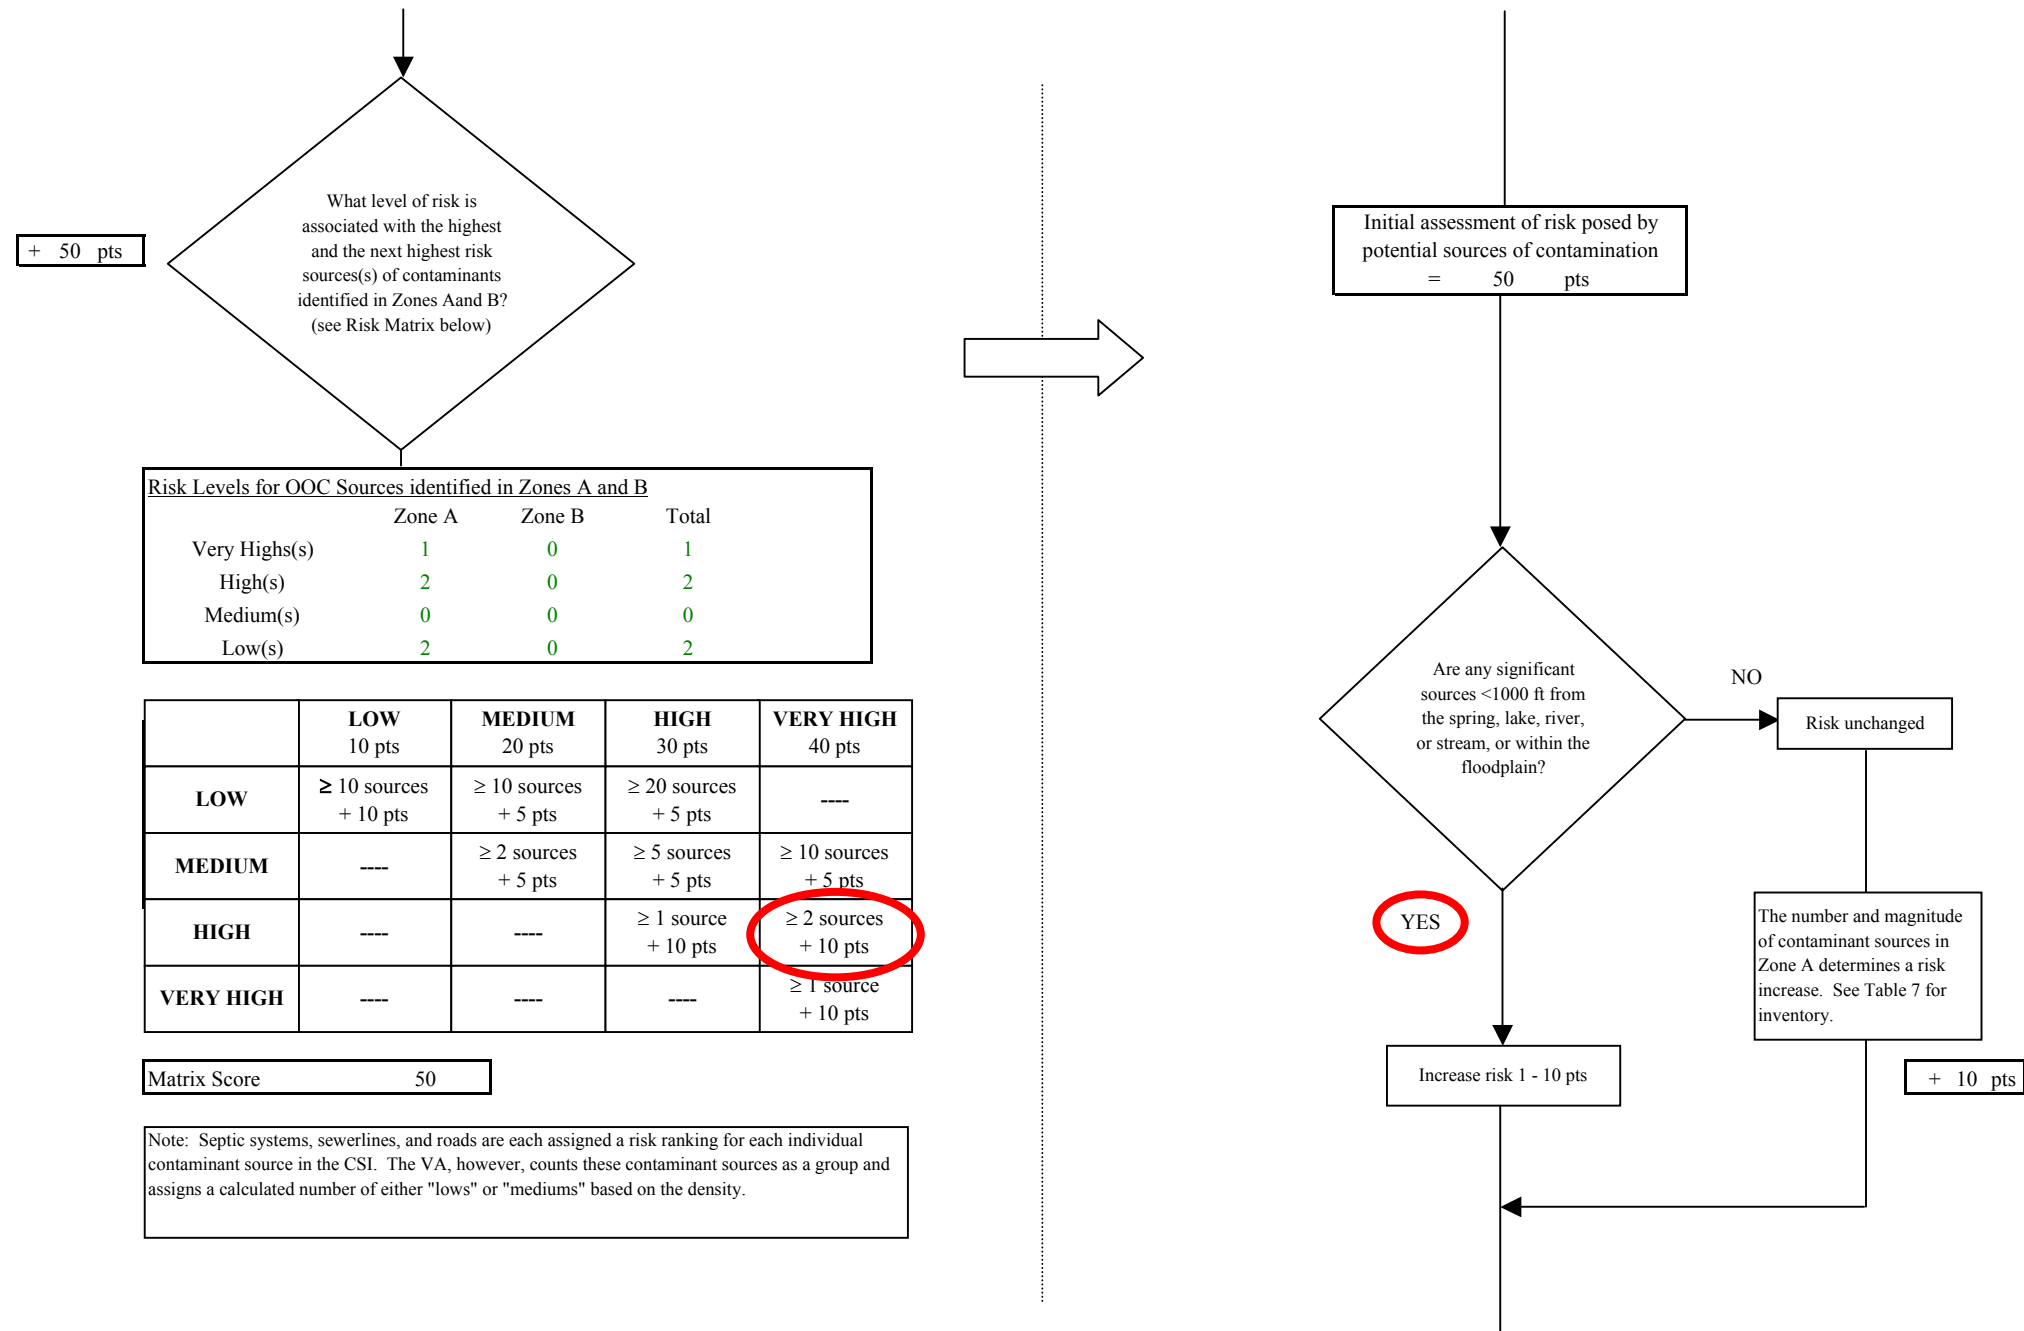 What level of risk is
associated with the highest
and the next highest risk
sources(s) of contaminants
identified in Zones Aand B?
(see Risk Matrix below)
+ 50 pts
Risk Levels for OOC Sources identified in Zones A and B
Zone A Zone B Total
Very Highs(s) 1 0 1
High(s) 2 0 2
Medium(s) 0 0 0
Low(s) 2 0 2
LOW MEDIUM HIGH VERY HIGH
10 pts 20 pts 30 pts 40 pts
LOW ≥ 10 sources ≥ 10 sources ≥ 20 sources ----
+ 10 pts + 5 pts + 5 pts
MEDIUM ---- ≥ 2 sources ≥ 5 sources ≥ 10 sources
+ 5 pts + 5 pts + 5 pts
HIGH ---- ---- ≥ 1 source ≥ 2 sources
+ 10 pts + 10 pts
VERY HIGH ---- ---- ---- ≥ 1 source
+ 10 pts
Matrix Score 50
Note: Septic systems, sewerlines, and roads are each assigned a risk ranking for each individual
contaminant source in the CSI. The VA, however, counts these contaminant sources as a group and
assigns a calculated number of either "lows" or "mediums" based on the density.
Initial assessment of risk posed by
potential sources of contamination
= 50 pts
Are any significant
sources <1000 ft from
the spring, lake, river,
or stream, or within the
floodplain?
NO
Risk unchanged
YES
The number and magnitude
of contaminant sources in
Zone A determines a risk
increase. See Table 7 for
inventory.
Increase risk 1 - 10 pts
+ 10 pts